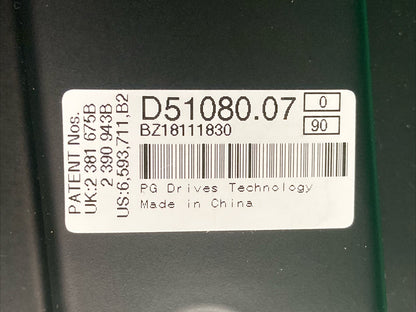 PATENT Nos.
UK:2 381 675B
2 390 943B
US:6,593,711,B2
D51080.07
0
BZ18111830
90
PG Drives Technology
Made in China